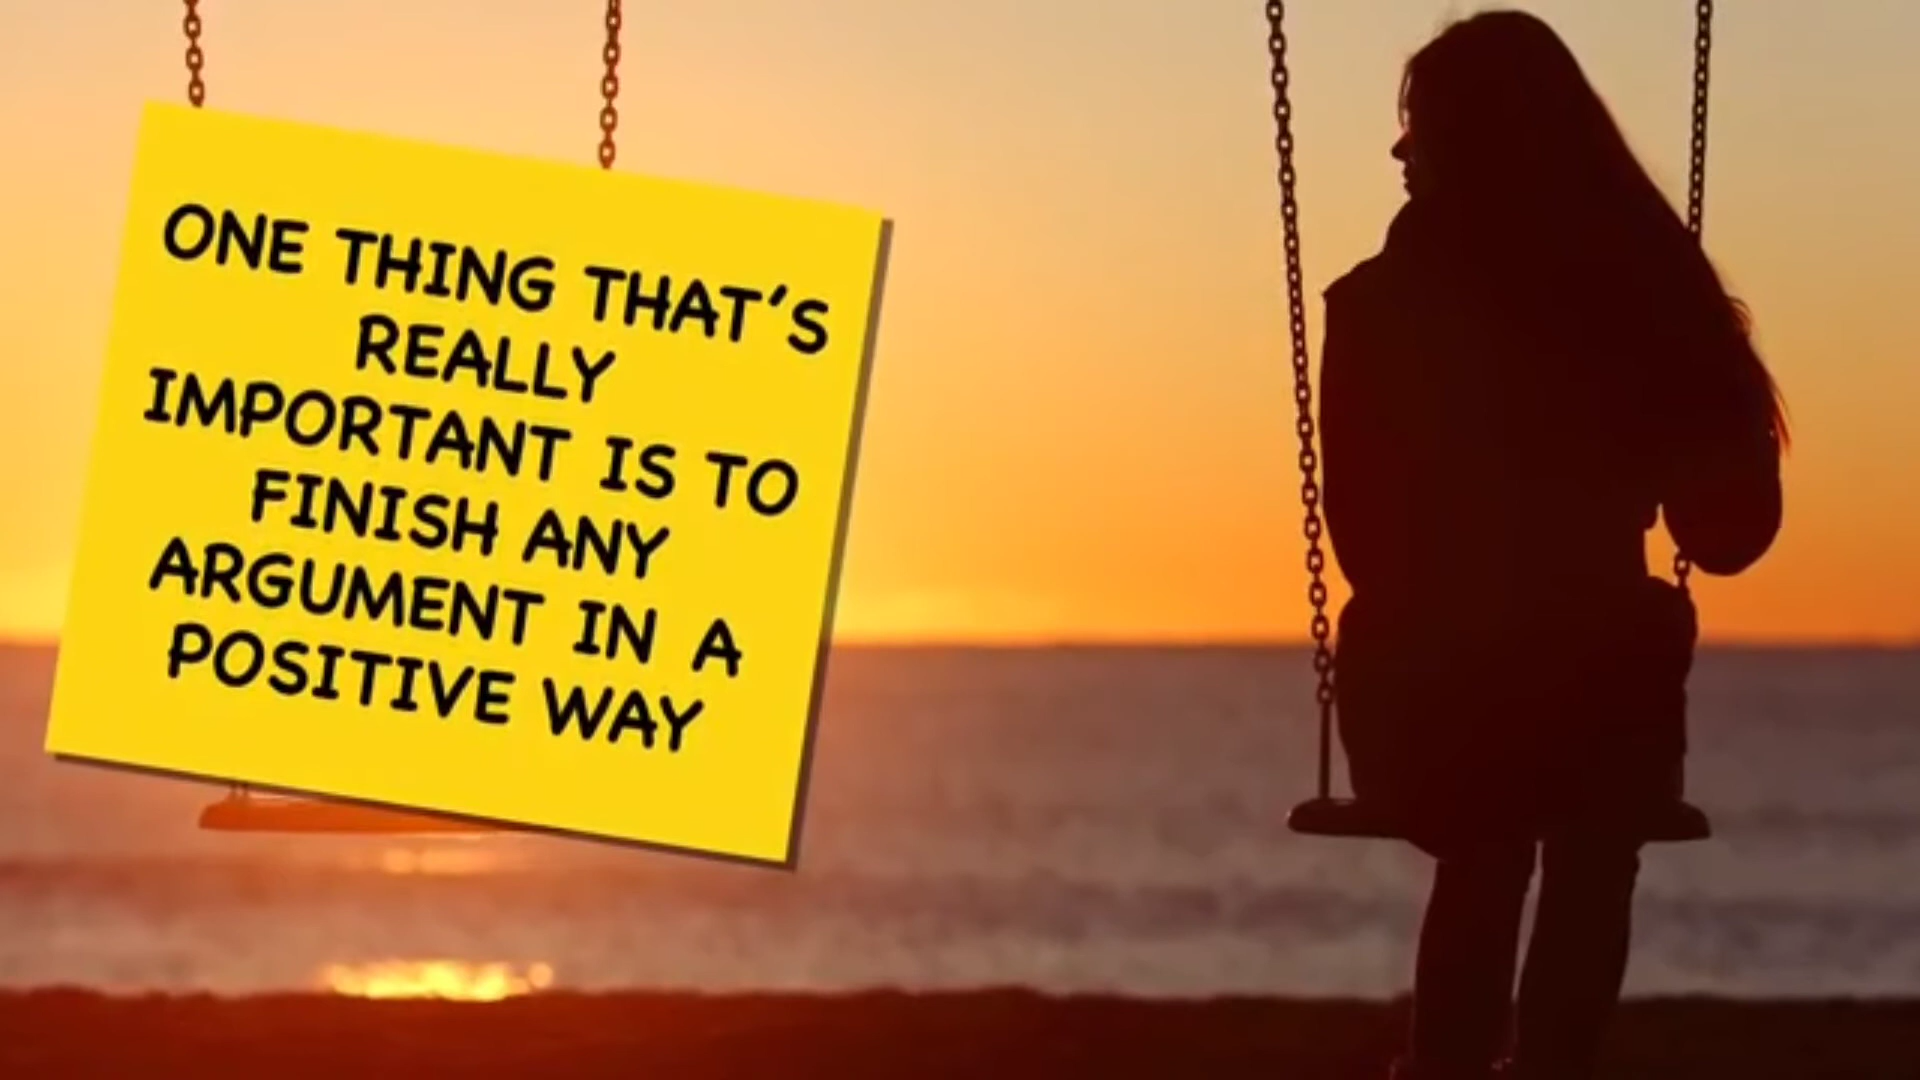 ONE THING THAT'S
REALLY
IMPORTANT IS TO
FINISH ANY
ARGUMENT IN A
POSITIVE WAY